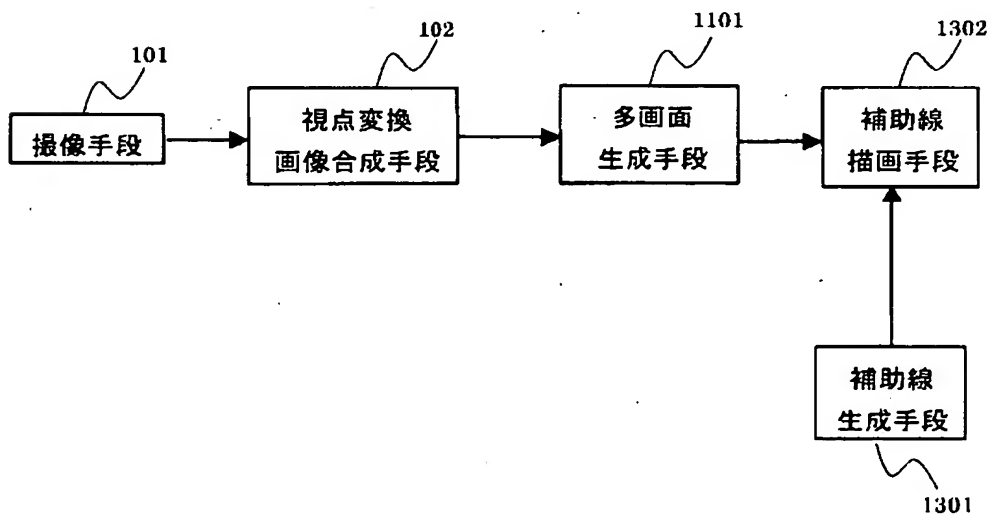 101
102
1101
1302
撮像手段
視点変換
画像合成手段
多画面
生成手段
補助線
描画手段
補助線
生成手段
1301